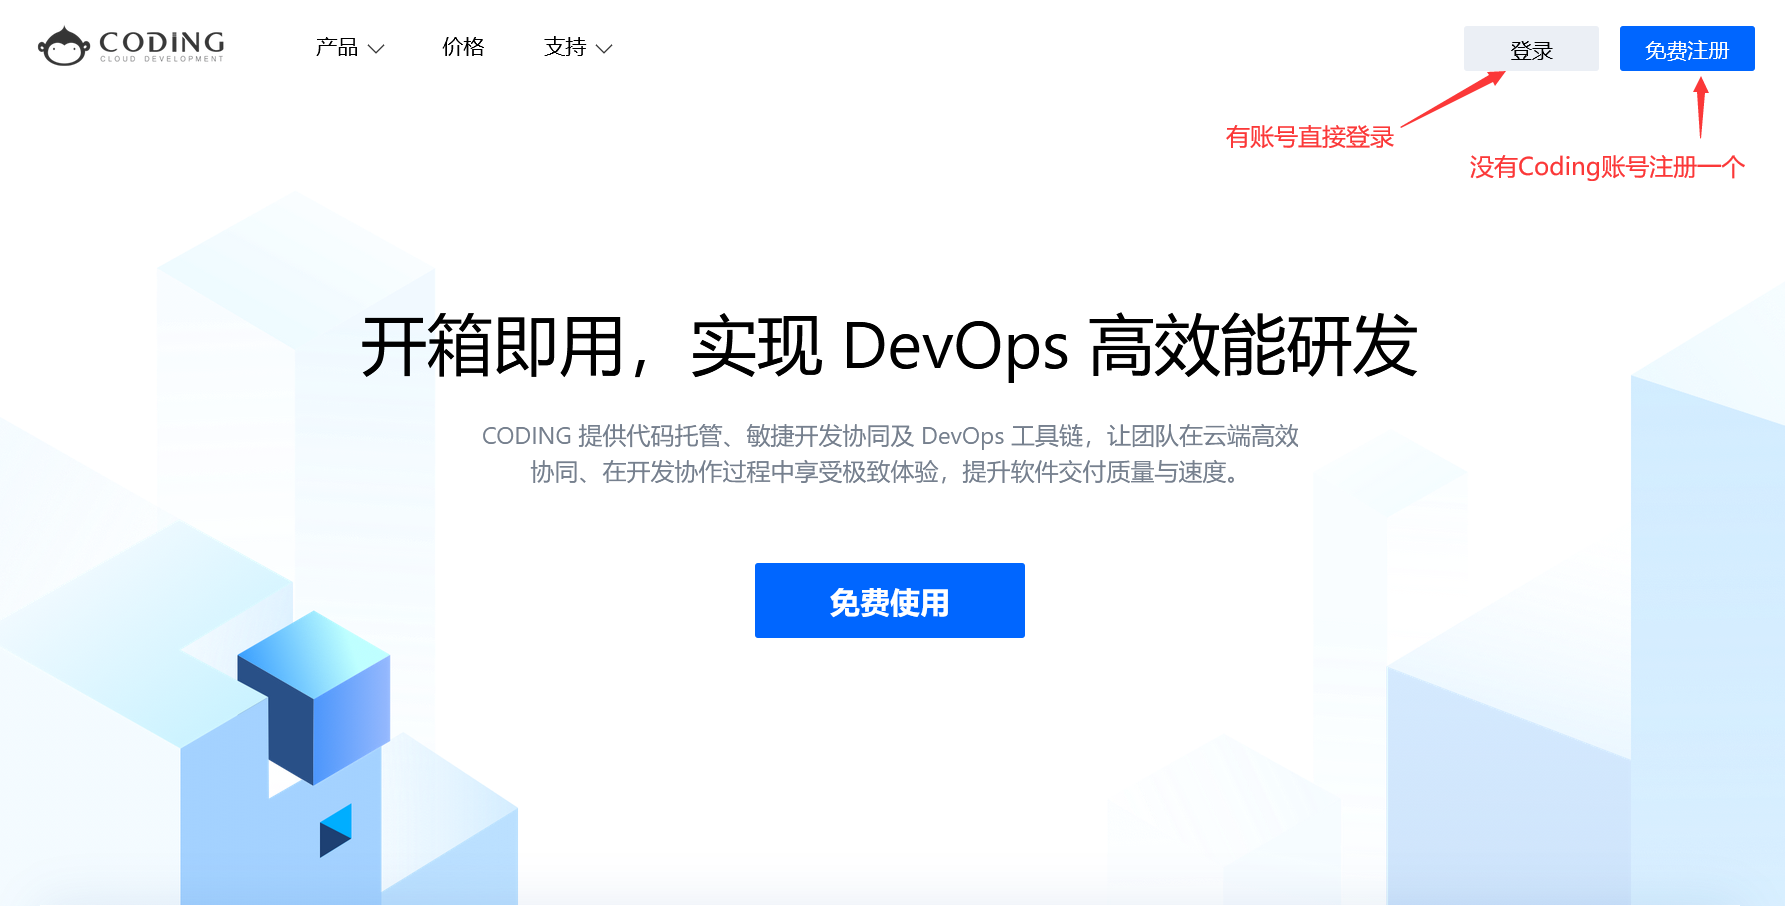 CODING
CLOUD DEVELOPMENT
产品
价格
支持
登录
免费注册
有账号直接登录
没有Coding账号注册一个
开箱即用，实现 DevOps 高效能研发
CODING 提供代码托管、敏捷开发协同及 DevOps 工具链，让团队在云端高效
协同、在开发协作过程中享受极致体验，提升软件交付质量与速度。
免费使用